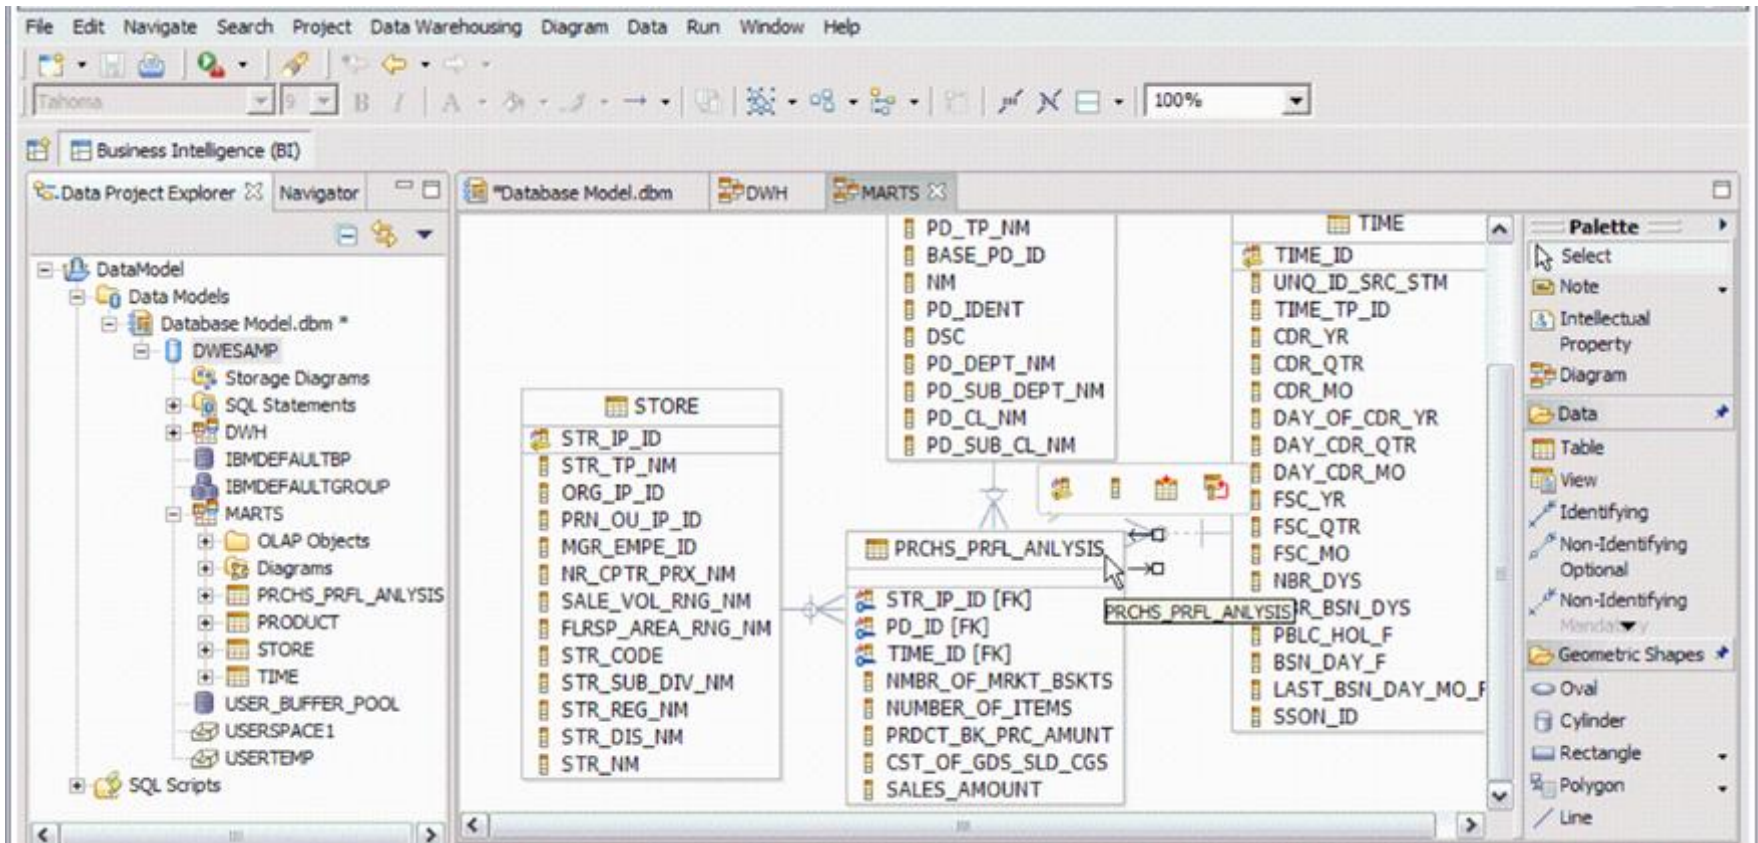 File Edit Navigate Search Project Data Warehousing Diagram Data Run Window Help
Tahoma 9 B I A 100%
Business Intelligence (BI)
Data Project Explorer Navigator
DataModel
Data Models
Database Model.dbm *
DWESAMP
Storage Diagrams
SQL Statements
DWH
IBMDEFAULTBP
IBMDEFAULTGROUP
MARTS
OLAP Objects
Diagrams
PRCHS_PRFL_ANLYSIS
PRODUCT
STORE
TIME
USER_BUFFER_POOL
USERSPACE1
USERTEMP
SQL Scripts
*Database Model.dbm DWH MARTS
STORE
STR_IP_ID
STR_TP_NM
ORG_IP_ID
PRN_OU_IP_ID
MGR_EMPE_ID
NR_CPTR_PRX_NM
SALE_VOL_RNG_NM
FLRSP_AREA_RNG_NM
STR_CODE
STR_SUB_DIV_NM
STR_REG_NM
STR_DIS_NM
STR_NM
PD_TP_NM
BASE_PD_ID
NM
PD_IDENT
DSC
PD_DEPT_NM
PD_SUB_DEPT_NM
PD_CL_NM
PD_SUB_CL_NM
PRCHS_PRFL_ANLYSIS
STR_IP_ID [FK]
PD_ID [FK]
TIME_ID [FK]
NMBR_OF_MRKT_BSKTS
NUMBER_OF_ITEMS
PRDCT_BK_PRC_AMUNT
CST_OF_GDS_SLD_CGS
SALES_AMOUNT
PRCHS_PRFL_ANLYSIS
TIME
TIME_ID
UNQ_ID_SRC_STM
TIME_TP_ID
CDR_YR
CDR_QTR
CDR_MO
DAY_OF_CDR_YR
DAY_CDR_QTR
DAY_CDR_MO
FSC_YR
FSC_QTR
FSC_MO
NBR_DYS
BR_BSN_DYS
PBLC_HOL_F
BSN_DAY_F
LAST_BSN_DAY_MO_F
SSON_ID
Palette
Select
Note
Intellectual
Property
Diagram
Data
Table
View
Identifying
Non-Identifying
Optional
Non-Identifying
Geometric Shapes
Oval
Cylinder
Rectangle
Polygon
Line